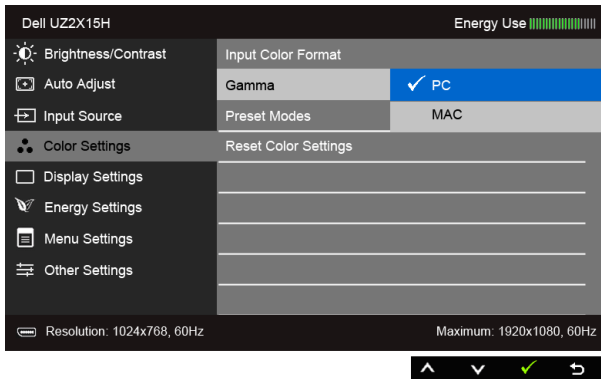 Dell UZ2X15H Energy Use
Brightness/Contrast Input Color Format
Auto Adjust Gamma PC
Input Source Preset Modes MAC
Color Settings Reset Color Settings
Display Settings
Energy Settings
Menu Settings
Other Settings
Resolution: 1024x768, 60Hz Maximum: 1920x1080, 60Hz